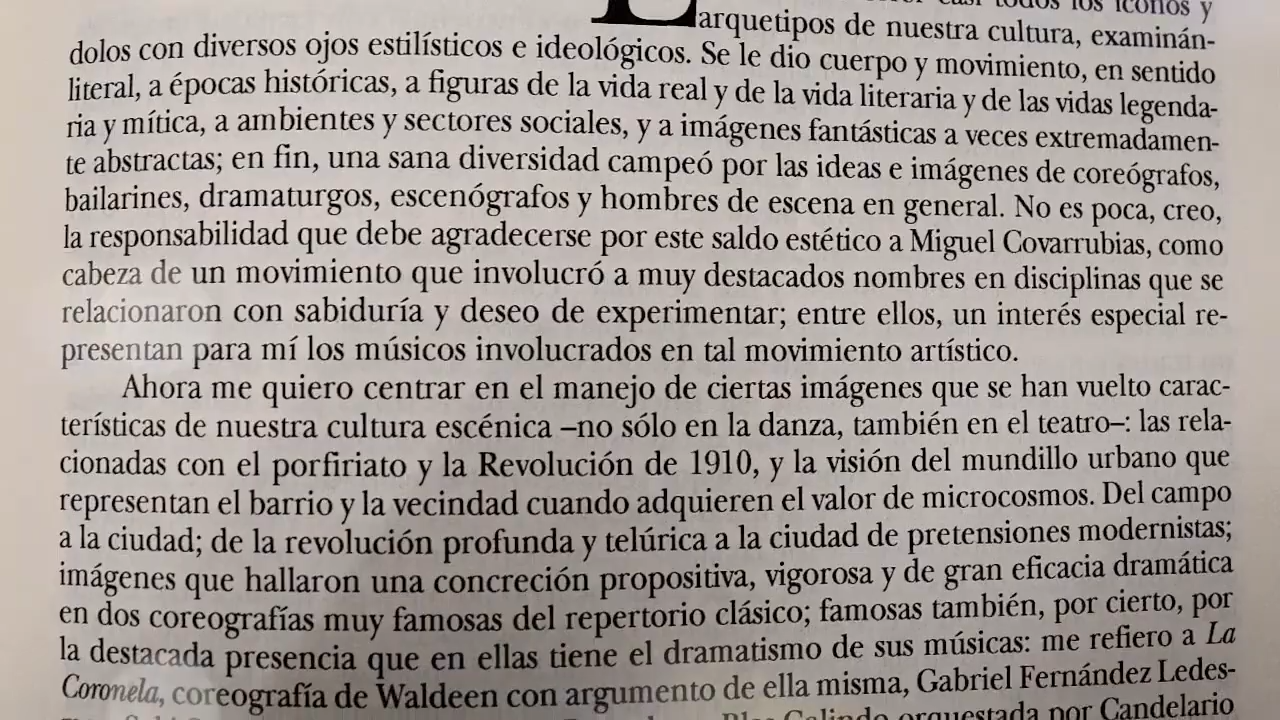 casi todos los iconos y
arquetipos de nuestra cultura, examinán-
dolos con diversos ojos estilísticos e ideológicos. Se le dio cuerpo y movimiento, en sentido
literal, a épocas históricas, a figuras de la vida real y de la vida literaria y de las vidas legenda-
ria y mítica, a ambientes y sectores sociales, y a imágenes fantásticas a veces extremadamen-
te abstractas; en fin, una sana diversidad campeó por las ideas e imágenes de coreógrafos,
bailarines, dramaturgos, escenógrafos y hombres de escena en general. No es poca, creo,
la responsabilidad que debe agradecerse por este saldo estético a Miguel Covarrubias, como
cabeza de un movimiento que involucró a muy destacados nombres en disciplinas que se
relacionaron con sabiduría y deseo de experimentar; entre ellos, un interés especial re-
presentan para mí los músicos involucrados en tal movimiento artístico.
Ahora me quiero centrar en el manejo de ciertas imágenes que se han vuelto carac-
terísticas de nuestra cultura escénica –no sólo en la danza, también en el teatro–: las rela-
cionadas con el porfiriato y la Revolución de 1910, y la visión del mundillo urbano que
representan el barrio y la vecindad cuando adquieren el valor de microcosmos. Del campo
a la ciudad; de la revolución profunda y telúrica a la ciudad de pretensiones modernistas;
imágenes que hallaron una concreción propositiva, vigorosa y de gran eficacia dramática
en dos coreografías muy famosas del repertorio clásico; famosas también, por cierto, por
la destacada presencia que en ellas tiene el dramatismo de sus músicas: me refiero a La
Coronela, coreografía de Waldeen con argumento de ella misma, Gabriel Fernández Ledes-
Blas Galindo orquestada por Candelario